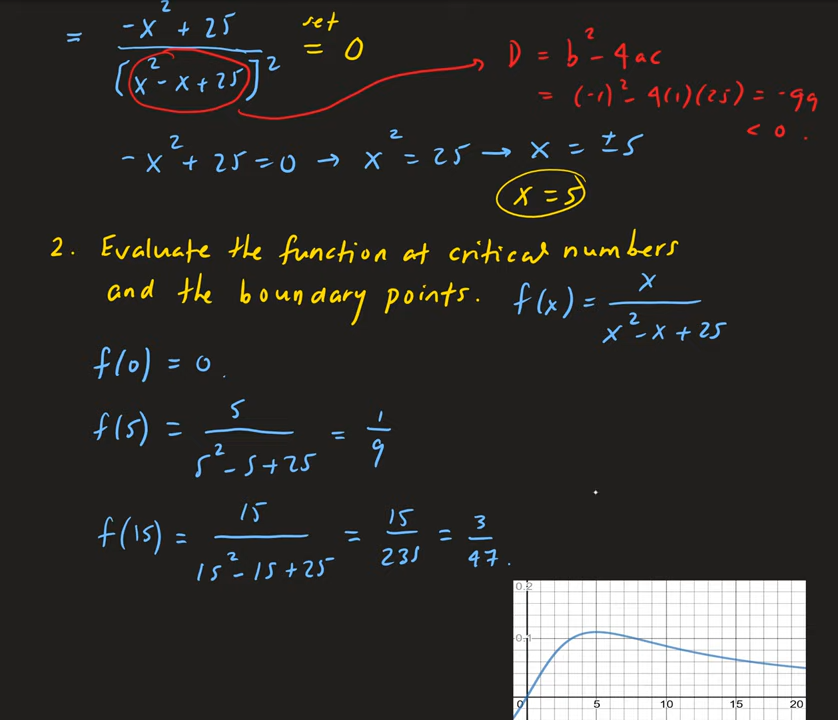 = (-x² + 25) / [x² - x + 25]² set = 0
D = b² - 4ac
= (-1)² - 4(1)(25) = -99
< 0.
-x² + 25 = 0 → x² = 25 → x = ±5
x = 5
2. Evaluate the function at critical numbers
and the boundary points. f(x) = x / (x² - x + 25)
f(0) = 0.
f(5) = 5 / (5² - 5 + 25) = 1/9
f(15) = 15 / (15² - 15 + 25) = 15/235 = 3/47.
0.2
0.1
0 5 10 15 20